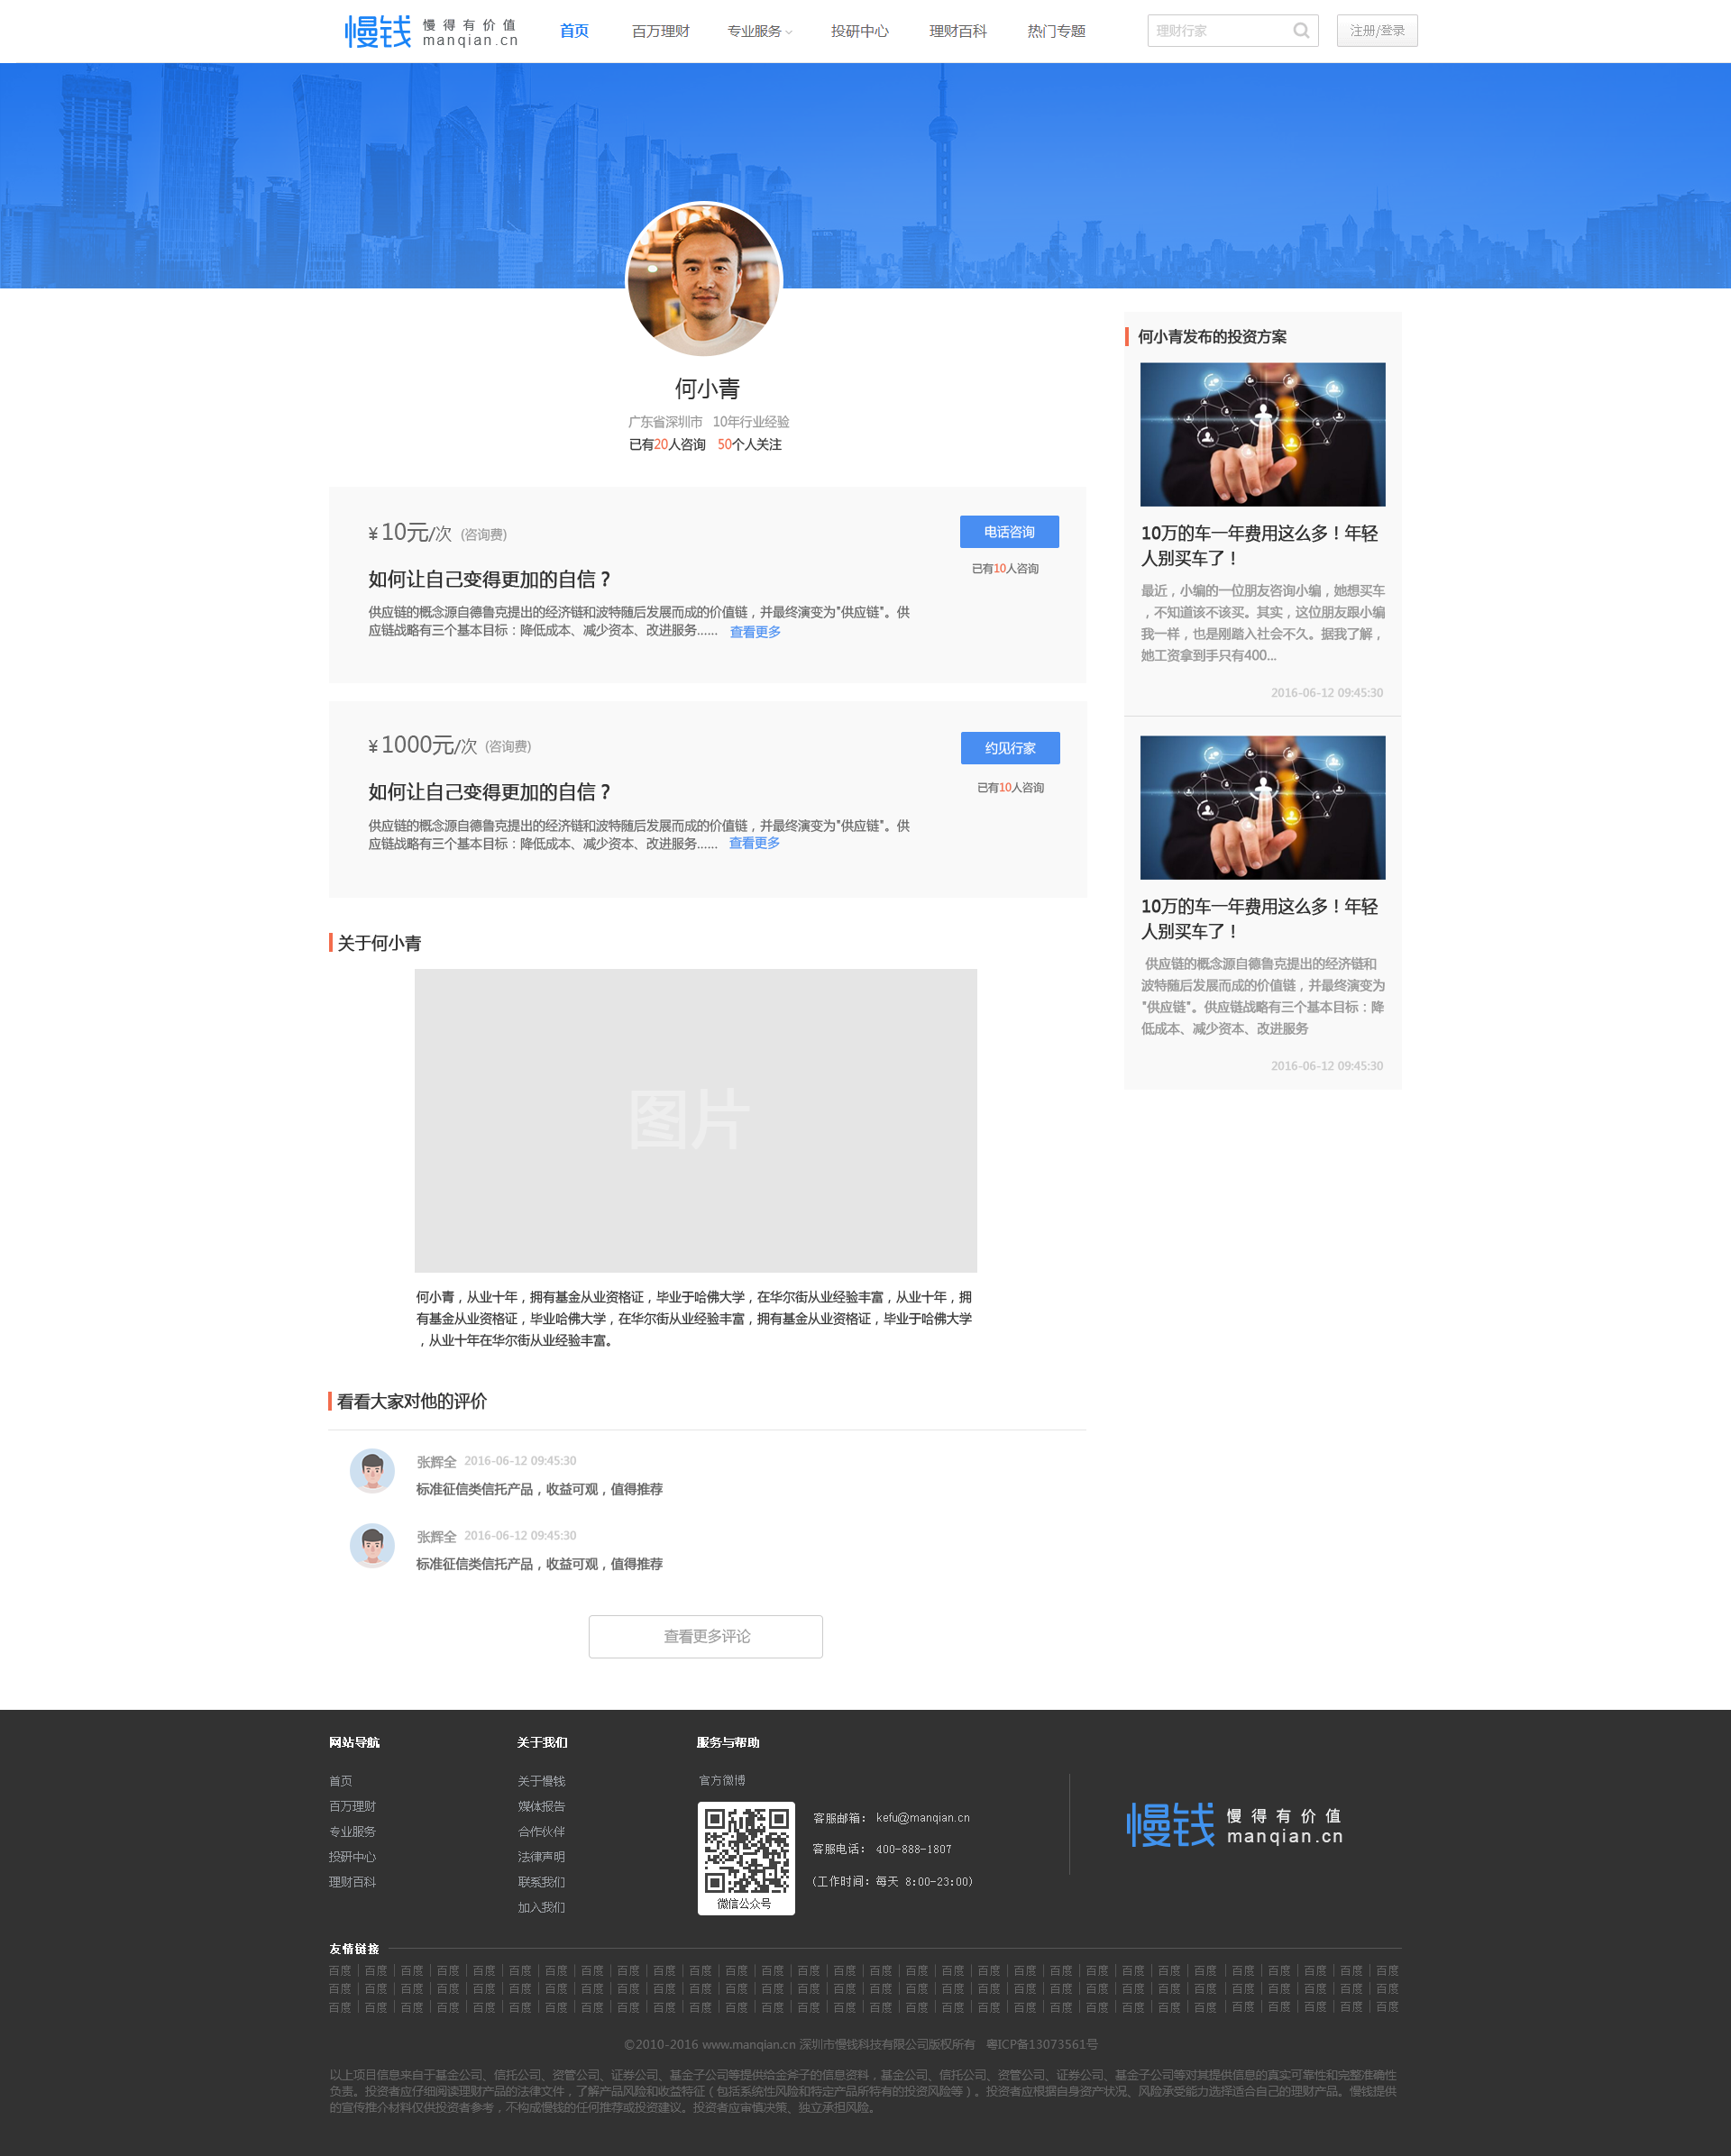 慢钱 慢得有价值 manqian.cn
首页 百万理财 专业服务 投研中心 理财百科 热门专题 理财行家 注册/登录
何小青
广东省深圳市 10年行业经验
已有20人咨询 50个人关注
¥10元/次 (咨询费)
电话咨询
已有10人咨询
如何让自己变得更加的自信？
供应链的概念源自德鲁克提出的经济链和波特随后发展而成的价值链，并最终演变为"供应链"。供
应链战略有三个基本目标：降低成本、减少资本、改进服务...... 查看更多
¥1000元/次 (咨询费)
约见行家
已有10人咨询
如何让自己变得更加的自信？
供应链的概念源自德鲁克提出的经济链和波特随后发展而成的价值链，并最终演变为"供应链"。供
应链战略有三个基本目标：降低成本、减少资本、改进服务...... 查看更多
关于何小青
图片
何小青，从业十年，拥有基金从业资格证，毕业于哈佛大学，在华尔街从业经验丰富，从业十年，拥
有基金从业资格证，毕业哈佛大学，在华尔街从业经验丰富，拥有基金从业资格证，毕业于哈佛大学
，从业十年在华尔街从业经验丰富。
看看大家对他的评价
张辉全 2016-06-12 09:45:30
标准征信类信托产品，收益可观，值得推荐
张辉全 2016-06-12 09:45:30
标准征信类信托产品，收益可观，值得推荐
查看更多评论
何小青发布的投资方案
10万的车一年费用这么多！年轻
人别买车了！
最近，小编的一位朋友咨询小编，她想买车
，不知道该不该买。其实，这位朋友跟小编
我一样，也是刚踏入社会不久。据我了解，
她工资拿到手只有400...
2016-06-12 09:45:30
10万的车一年费用这么多！年轻
人别买车了！
供应链的概念源自德鲁克提出的经济链和
波特随后发展而成的价值链，并最终演变为
"供应链"。供应链战略有三个基本目标：降
低成本、减少资本、改进服务
2016-06-12 09:45:30
网站导航
首页
百万理财
专业服务
投研中心
理财百科
关于我们
关于慢钱
媒体报告
合作伙伴
法律声明
联系我们
加入我们
服务与帮助
官方微博
微信公众号
客服邮箱： kefu@manqian.cn
客服电话： 400-888-1807
(工作时间：每天 8:00-23:00)
慢钱 慢得有价值 manqian.cn
友情链接
百度 百度 百度 百度 百度 百度 百度 百度 百度 百度 百度 百度 百度 百度 百度 百度 百度 百度 百度 百度 百度 百度 百度 百度 百度 百度 百度 百度 百度 百度
百度 百度 百度 百度 百度 百度 百度 百度 百度 百度 百度 百度 百度 百度 百度 百度 百度 百度 百度 百度 百度 百度 百度 百度 百度 百度 百度 百度 百度 百度
百度 百度 百度 百度 百度 百度 百度 百度 百度 百度 百度 百度 百度 百度 百度 百度 百度 百度 百度 百度 百度 百度 百度 百度 百度 百度 百度 百度 百度 百度
©2010-2016 www.manqian.cn 深圳市慢钱科技有限公司版权所有 粤ICP备13073561号
以上项目信息来自于基金公司、信托公司、资管公司、证券公司、基金子公司等提供给金斧子的信息资料，基金公司、信托公司、资管公司、证券公司、基金子公司等对其提供信息的真实可靠性和完整准确性
负责。投资者应仔细阅读理财产品的法律文件，了解产品风险和收益特征（包括系统性风险和特定产品所特有的投资风险等）。投资者应根据自身资产状况、风险承受能力选择适合自己的理财产品。慢钱提供
的宣传推介材料仅供投资者参考，不构成慢钱的任何推荐或投资建议。投资者应审慎决策、独立承担风险。